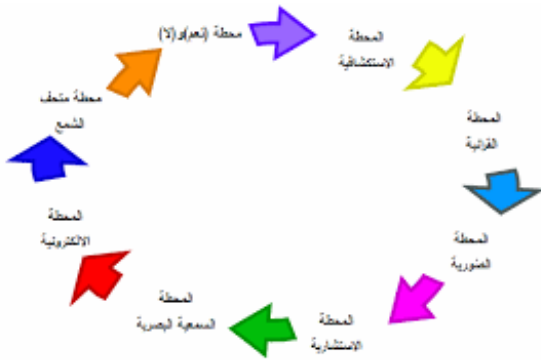 محطة (نعم)و(لا)
المحطة
الاستكشافية
المحطة
القرائية
المحطة
الصورية
المحطة
الاستشارية
المحطة
السمعية البصرية
المحطة
الالكترونية
محطة متحف
الشمع